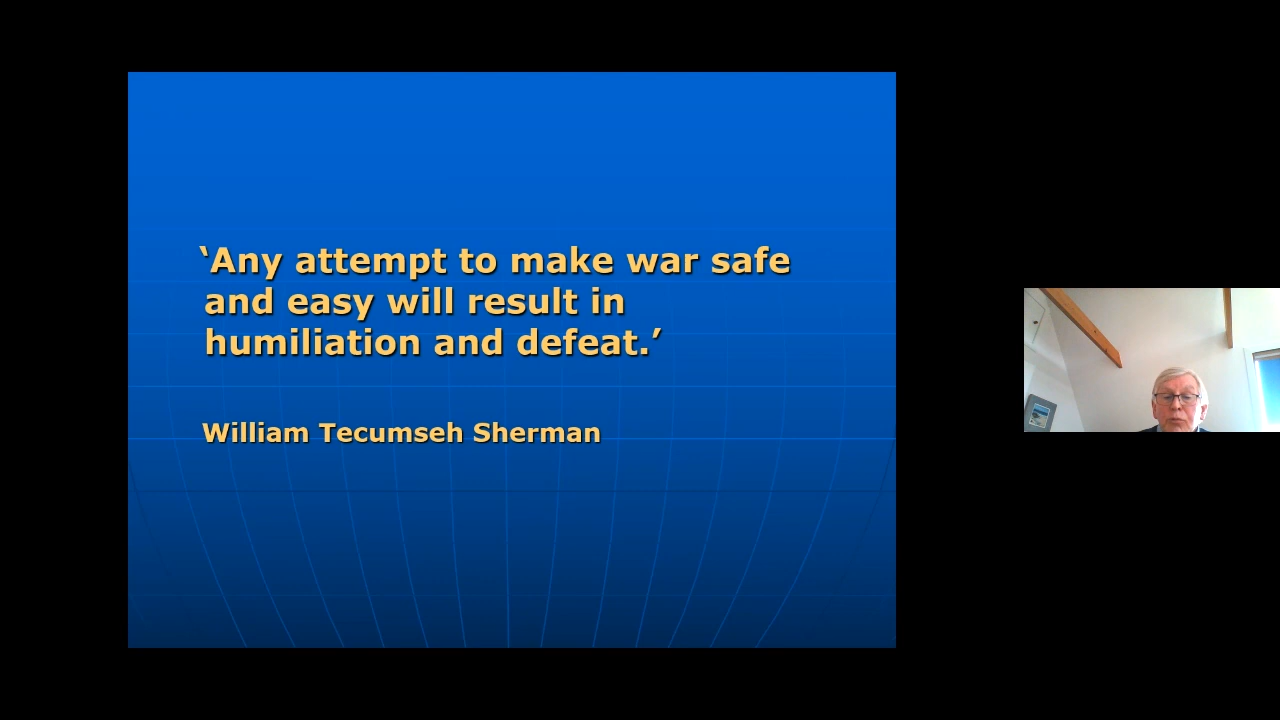 ‘Any attempt to make war safe
and easy will result in
humiliation and defeat.’
William Tecumseh Sherman